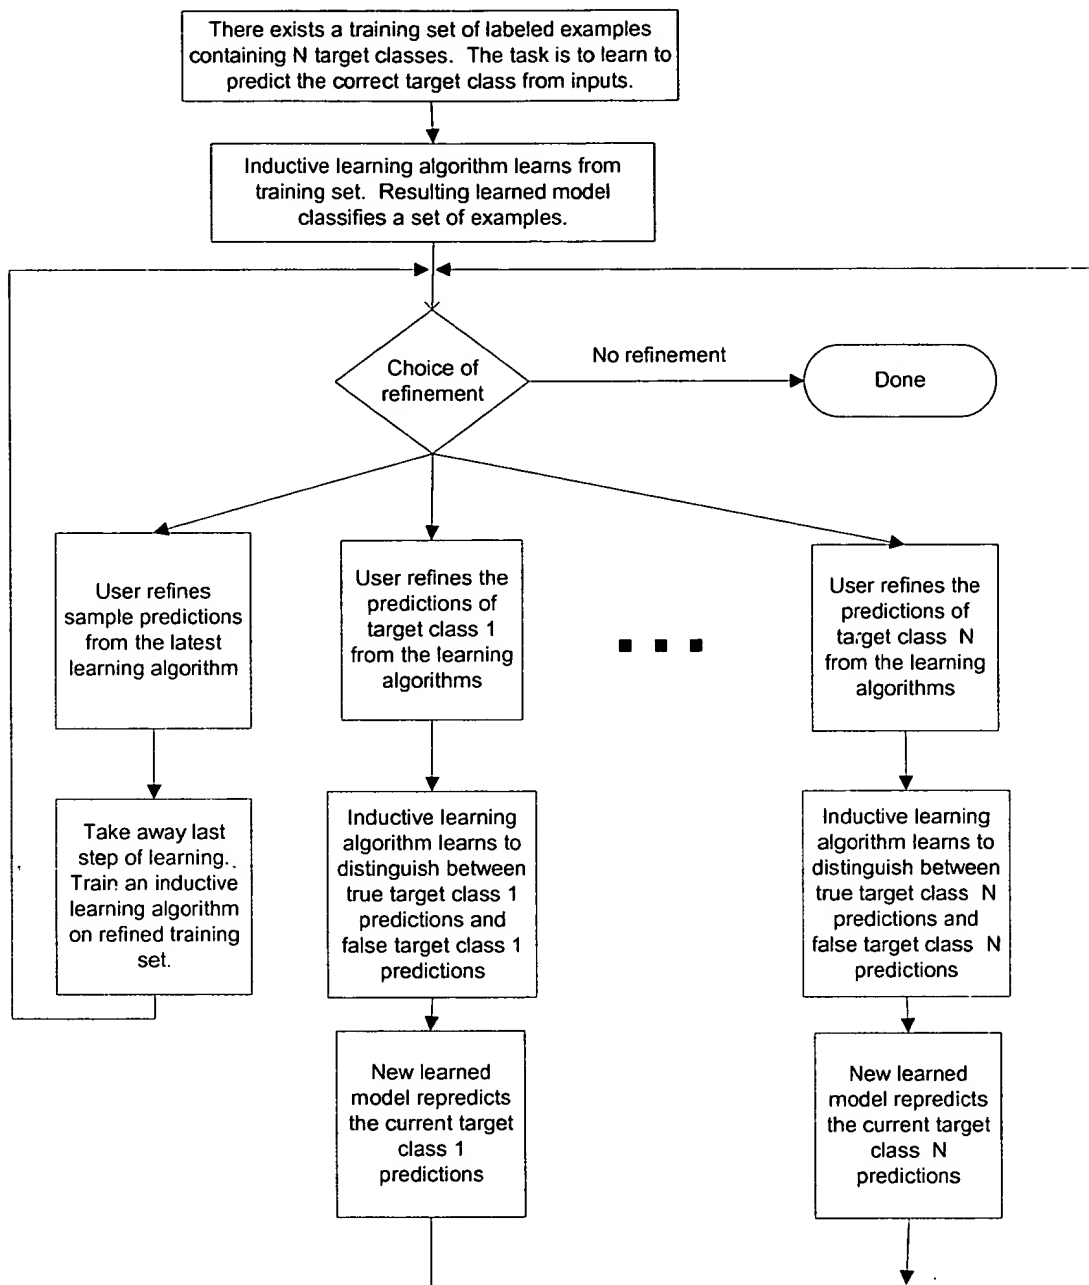 There exists a training set of labeled examples
containing N target classes. The task is to learn to
predict the correct target class from inputs.
Inductive learning algorithm learns from
training set. Resulting learned model
classifies a set of examples.
Choice of
refinement
No refinement
Done
User refines
sample predictions
from the latest
learning algorithm
User refines the
predictions of
target class 1
from the learning
algorithms
User refines the
predictions of
target class N
from the learning
algorithms
Take away last
step of learning.
Train an inductive
learning algorithm
on refined training
set.
Inductive learning
algorithm learns to
distinguish between
true target class 1
predictions and
false target class 1
predictions
Inductive learning
algorithm learns to
distinguish between
true target class N
predictions and
false target class N
predictions
New learned
model repredicts
the current target
class 1
predictions
New learned
model repredicts
the current target
class N
predictions